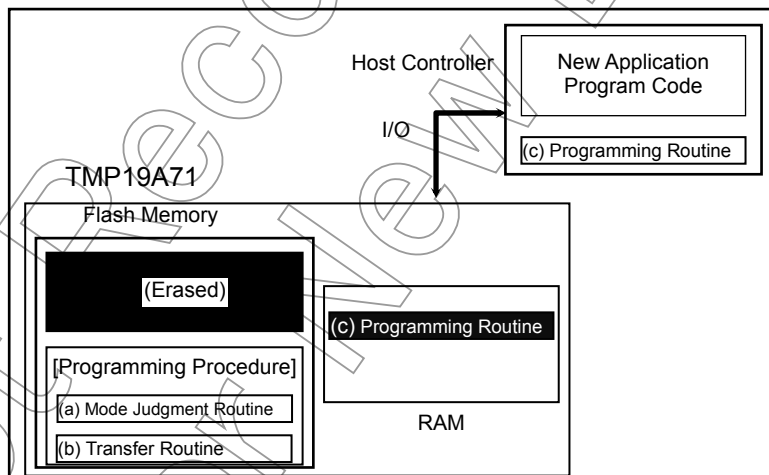 Host Controller
New Application
Program Code
I/O
(c) Programming Routine
TMP19A71
Flash Memory
(Erased)
(c) Programming Routine
[Programming Procedure]
(a) Mode Judgment Routine
(b) Transfer Routine
RAM